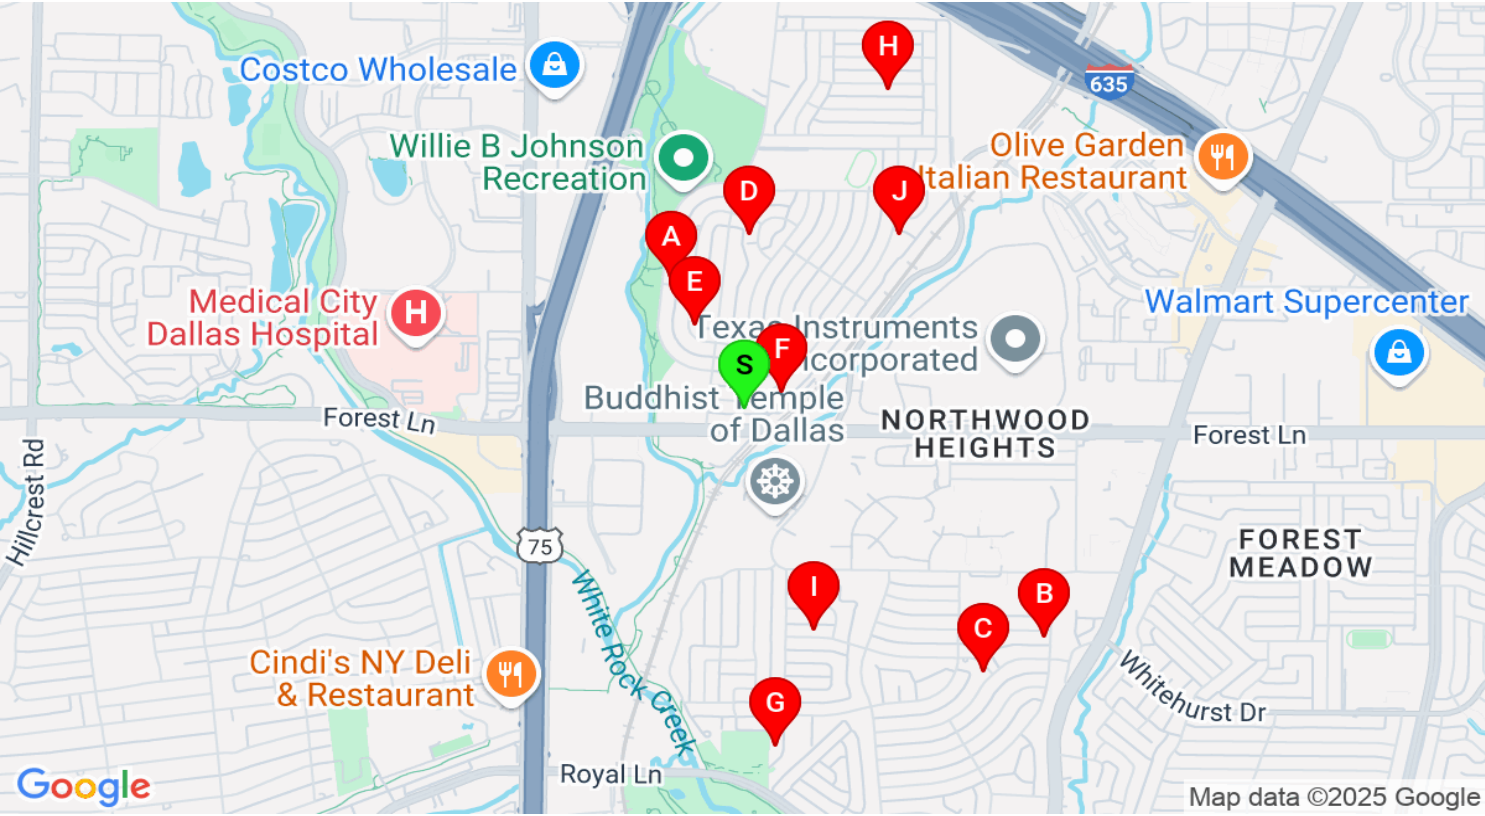 H
Costco Wholesale
635
Willie B Johnson
Recreation
Olive Garden
Italian Restaurant
D
J
A
E
Medical City
Dallas Hospital
H
Walmart Supercenter
Texas Instruments
Incorporated
F
S
Buddhist Temple
of Dallas
Forest Ln
NORTHWOOD
HEIGHTS
Forest Ln
Hillcrest Rd
75
FOREST
MEADOW
White Rock Creek
I
B
C
Cindi's NY Deli
& Restaurant
G
Whitehurst Dr
Royal Ln
Google
Map data ©2025 Google